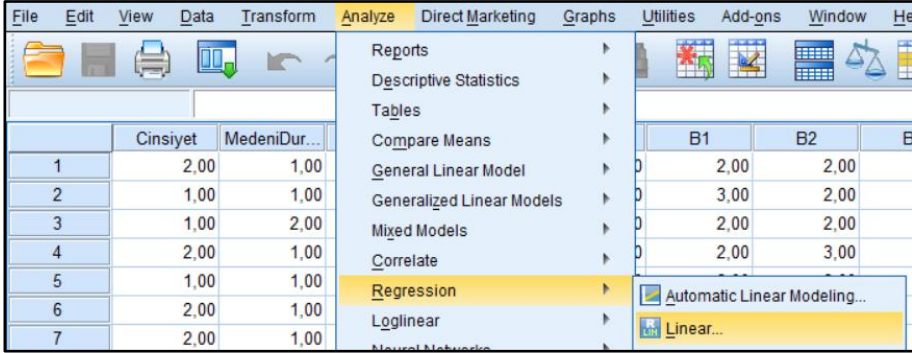 File Edit View Data Transform Analyze Direct Marketing Graphs Utilities Add-ons Window He
Reports
Descriptive Statistics
Tables
Cinsiyet MedeniDur... Compare Means B1 B2
1 2,00 1,00 General Linear Model 2,00 2,00
2 1,00 1,00 Generalized Linear Models 3,00 2,00
3 1,00 2,00 Mixed Models 2,00 2,00
4 2,00 1,00 Correlate 2,00 3,00
5 1,00 1,00 Regression Automatic Linear Modeling...
6 2,00 1,00 Loglinear Linear...
7 2,00 1,00 Neural Networks